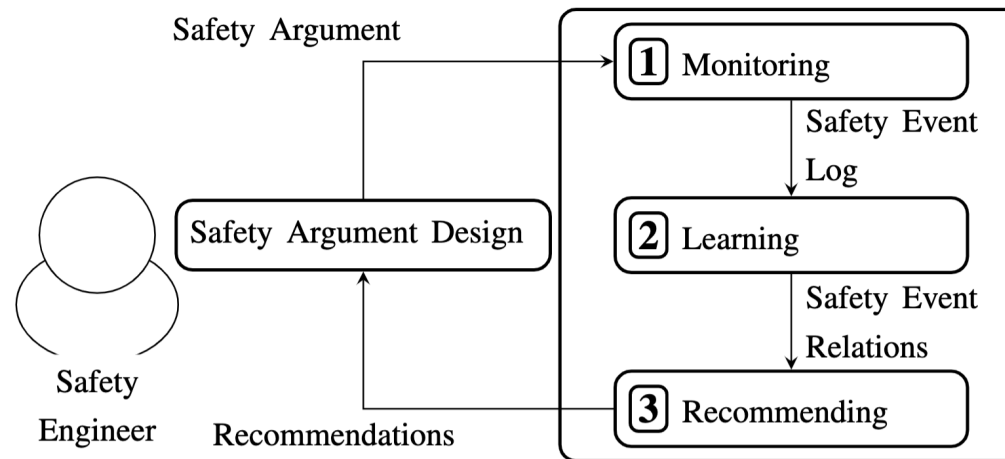 Safety Argument
1 Monitoring
Safety Event
Log
Safety Argument Design
2 Learning
Safety Event
Relations
Safety
Engineer
3 Recommending
Recommendations